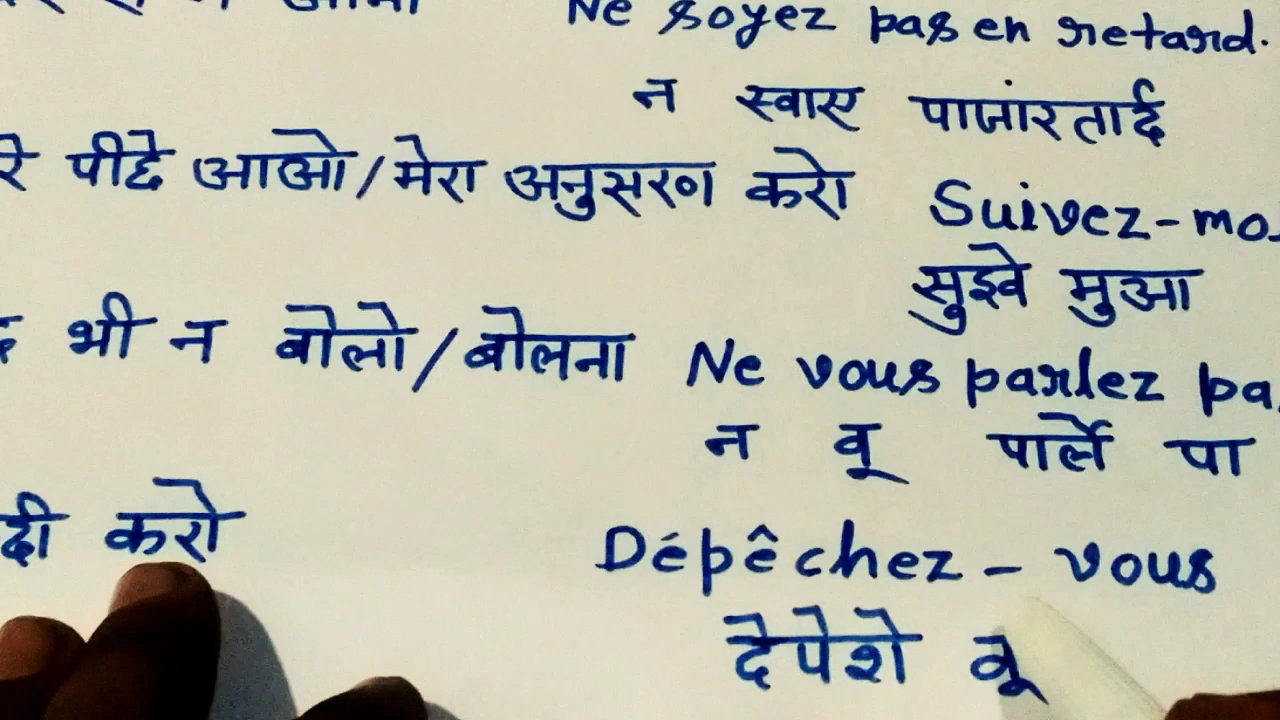 Ne soyez pas en retard.
न स्वाए पाजांरतार्द
रे पीछे आओ/मेरा अनुसरण करो Suivez-mo
सुइवे मुआ
भी न बोलो/बोलना Ne vous parlez pa
न वू पार्ले पा
दी करो Dépêchez-vous
देपेशे वू